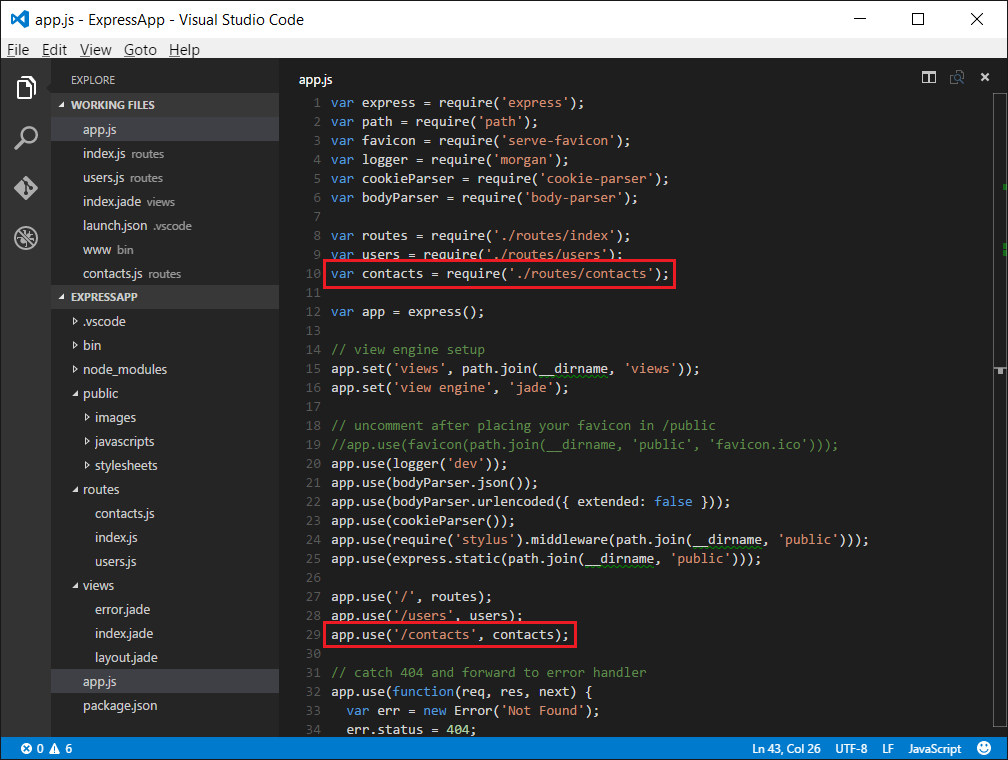 app.js - ExpressApp - Visual Studio Code
File Edit View Goto Help
EXPLORE
WORKING FILES
app.js
index.js routes
users.js routes
index.jade views
launch.json .vscode
www bin
contacts.js routes
EXPRESSAPP
.vscode
bin
node_modules
public
images
javascripts
stylesheets
routes
contacts.js
index.js
users.js
views
error.jade
index.jade
layout.jade
app.js
package.json
app.js
1 var express = require('express');
2 var path = require('path');
3 var favicon = require('serve-favicon');
4 var logger = require('morgan');
5 var cookieParser = require('cookie-parser');
6 var bodyParser = require('body-parser');
7
8 var routes = require('./routes/index');
9 var users = require('./routes/users');
10 var contacts = require('./routes/contacts');
11
12 var app = express();
13
14 // view engine setup
15 app.set('views', path.join(__dirname, 'views'));
16 app.set('view engine', 'jade');
17
18 // uncomment after placing your favicon in /public
19 //app.use(favicon(path.join(__dirname, 'public', 'favicon.ico')));
20 app.use(logger('dev'));
21 app.use(bodyParser.json());
22 app.use(bodyParser.urlencoded({ extended: false }));
23 app.use(cookieParser());
24 app.use(require('stylus').middleware(path.join(__dirname, 'public')));
25 app.use(express.static(path.join(__dirname, 'public')));
26
27 app.use('/', routes);
28 app.use('/users', users);
29 app.use('/contacts', contacts);
30
31 // catch 404 and forward to error handler
32 app.use(function(req, res, next) {
33 var err = new Error('Not Found');
34 err.status = 404;
0 6 Ln 43, Col 26 UTF-8 LF JavaScript